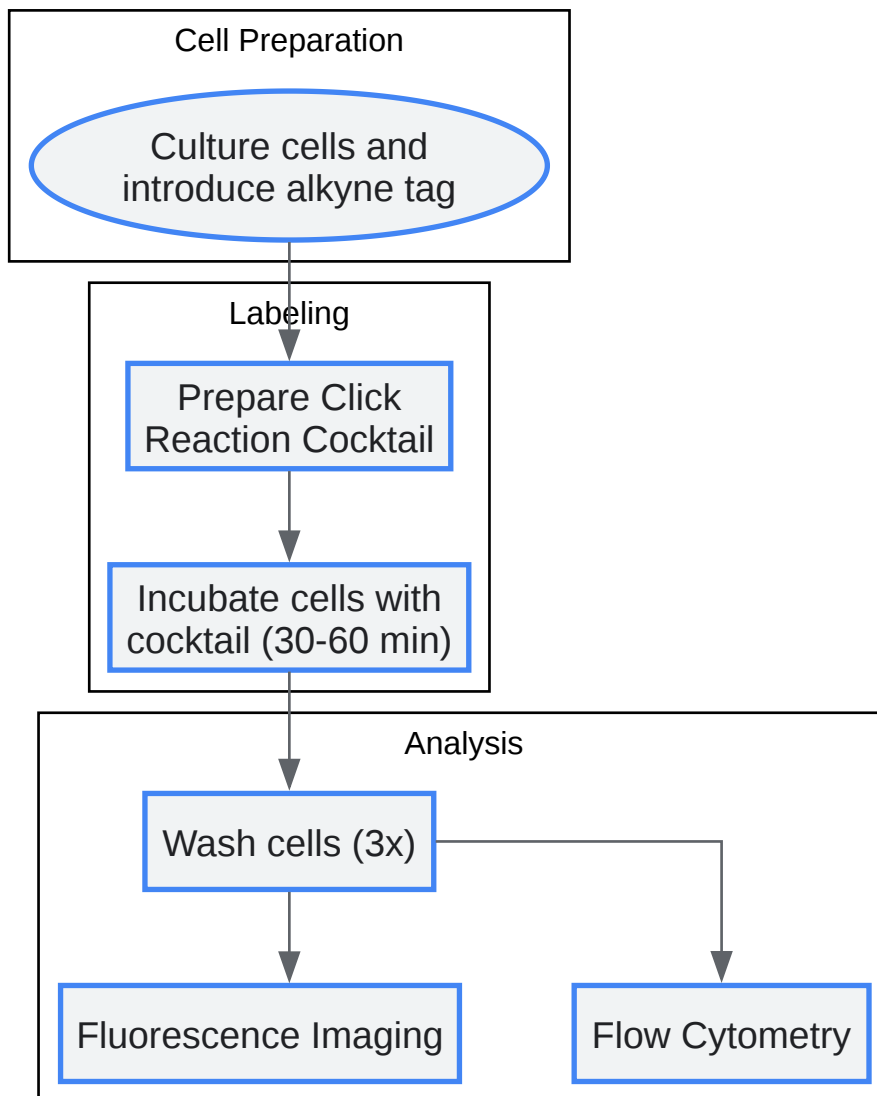 Cell Preparation
Culture cells and
introduce alkyne tag
Labeling
Prepare Click
Reaction Cocktail
Incubate cells with
cocktail (30-60 min)
Analysis
Wash cells (3x)
Fluorescence Imaging
Flow Cytometry